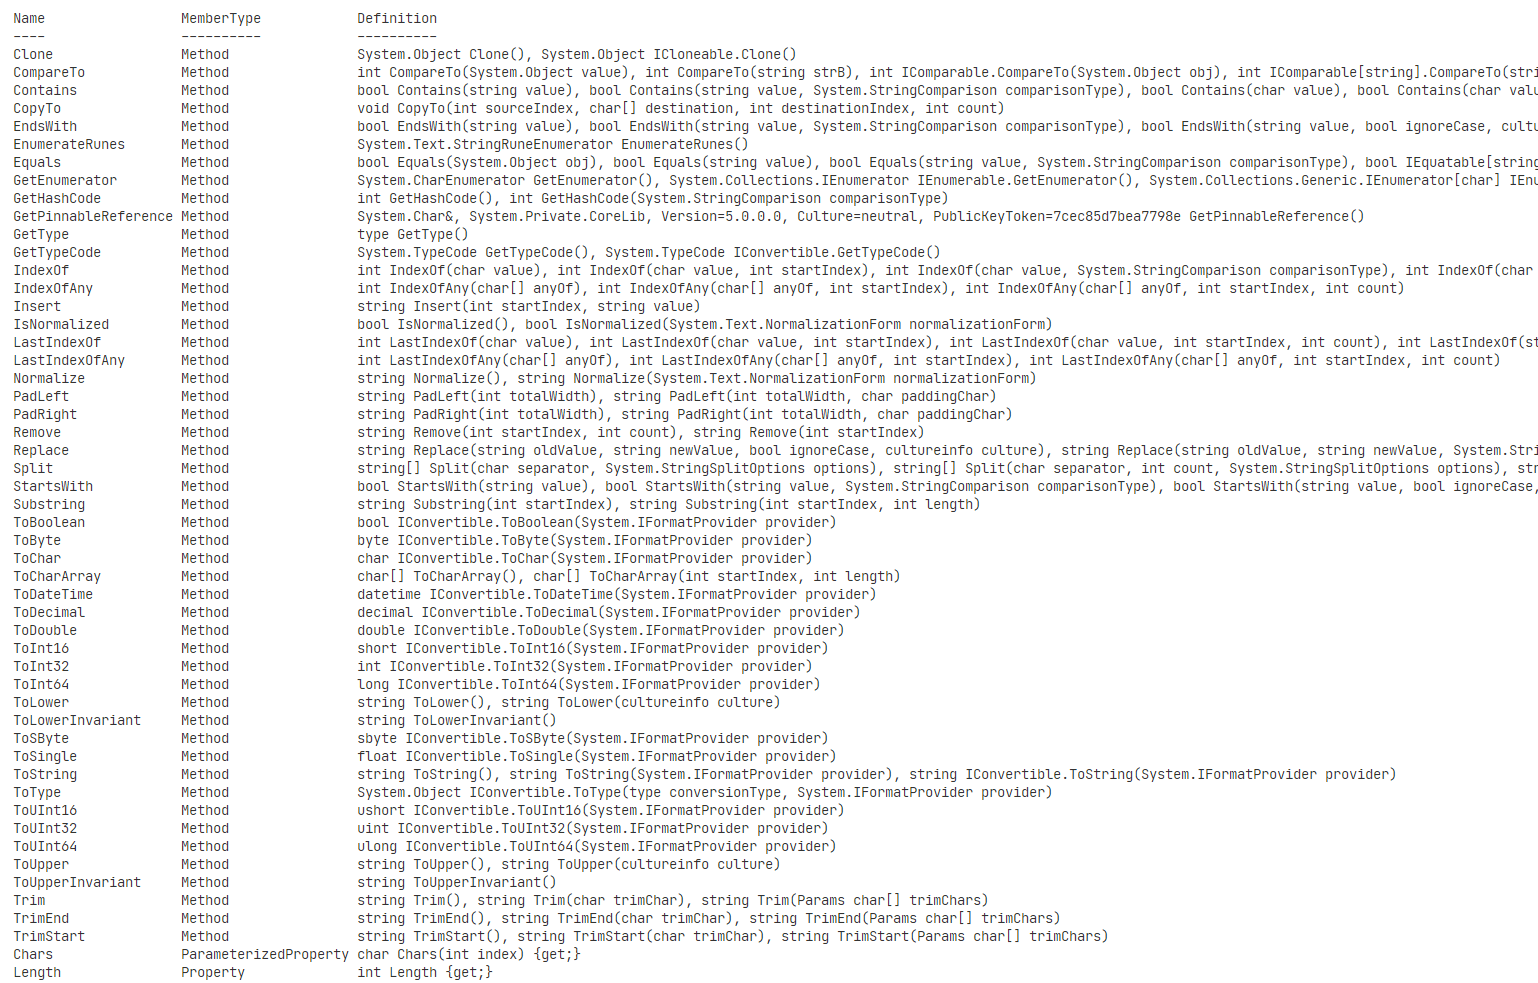 Name MemberType Definition
---- ---------- ----------
Clone Method System.Object Clone(), System.Object ICloneable.Clone()
CompareTo Method int CompareTo(System.Object value), int CompareTo(string strB), int IComparable.CompareTo(System.Object obj), int IComparable[string].CompareTo(stri
Contains Method bool Contains(string value), bool Contains(string value, System.StringComparison comparisonType), bool Contains(char value), bool Contains(char valu
CopyTo Method void CopyTo(int sourceIndex, char[] destination, int destinationIndex, int count)
EndsWith Method bool EndsWith(string value), bool EndsWith(string value, System.StringComparison comparisonType), bool EndsWith(string value, bool ignoreCase, cultu
EnumerateRunes Method System.Text.StringRuneEnumerator EnumerateRunes()
Equals Method bool Equals(System.Object obj), bool Equals(string value), bool Equals(string value, System.StringComparison comparisonType), bool IEquatable[string
GetEnumerator Method System.CharEnumerator GetEnumerator(), System.Collections.IEnumerator IEnumerable.GetEnumerator(), System.Collections.Generic.IEnumerator[char] IEnu
GetHashCode Method int GetHashCode(), int GetHashCode(System.StringComparison comparisonType)
GetPinnableReference Method System.Char&, System.Private.CoreLib, Version=5.0.0.0, Culture=neutral, PublicKeyToken=7cec85d7bea7798e GetPinnableReference()
GetType Method type GetType()
GetTypeCode Method System.TypeCode GetTypeCode(), System.TypeCode IConvertible.GetTypeCode()
IndexOf Method int IndexOf(char value), int IndexOf(char value, int startIndex), int IndexOf(char value, System.StringComparison comparisonType), int IndexOf(char
IndexOfAny Method int IndexOfAny(char[] anyOf), int IndexOfAny(char[] anyOf, int startIndex), int IndexOfAny(char[] anyOf, int startIndex, int count)
Insert Method string Insert(int startIndex, string value)
IsNormalized Method bool IsNormalized(), bool IsNormalized(System.Text.NormalizationForm normalizationForm)
LastIndexOf Method int LastIndexOf(char value), int LastIndexOf(char value, int startIndex), int LastIndexOf(char value, int startIndex, int count), int LastIndexOf(st
LastIndexOfAny Method int LastIndexOfAny(char[] anyOf), int LastIndexOfAny(char[] anyOf, int startIndex), int LastIndexOfAny(char[] anyOf, int startIndex, int count)
Normalize Method string Normalize(), string Normalize(System.Text.NormalizationForm normalizationForm)
PadLeft Method string PadLeft(int totalWidth), string PadLeft(int totalWidth, char paddingChar)
PadRight Method string PadRight(int totalWidth), string PadRight(int totalWidth, char paddingChar)
Remove Method string Remove(int startIndex, int count), string Remove(int startIndex)
Replace Method string Replace(string oldValue, string newValue, bool ignoreCase, cultureinfo culture), string Replace(string oldValue, string newValue, System.Stri
Split Method string[] Split(char separator, System.StringSplitOptions options), string[] Split(char separator, int count, System.StringSplitOptions options), str
StartsWith Method bool StartsWith(string value), bool StartsWith(string value, System.StringComparison comparisonType), bool StartsWith(string value, bool ignoreCase,
Substring Method string Substring(int startIndex), string Substring(int startIndex, int length)
ToBoolean Method bool IConvertible.ToBoolean(System.IFormatProvider provider)
ToByte Method byte IConvertible.ToByte(System.IFormatProvider provider)
ToChar Method char IConvertible.ToChar(System.IFormatProvider provider)
ToCharArray Method char[] ToCharArray(), char[] ToCharArray(int startIndex, int length)
ToDateTime Method datetime IConvertible.ToDateTime(System.IFormatProvider provider)
ToDecimal Method decimal IConvertible.ToDecimal(System.IFormatProvider provider)
ToDouble Method double IConvertible.ToDouble(System.IFormatProvider provider)
ToInt16 Method short IConvertible.ToInt16(System.IFormatProvider provider)
ToInt32 Method int IConvertible.ToInt32(System.IFormatProvider provider)
ToInt64 Method long IConvertible.ToInt64(System.IFormatProvider provider)
ToLower Method string ToLower(), string ToLower(cultureinfo culture)
ToLowerInvariant Method string ToLowerInvariant()
ToSByte Method sbyte IConvertible.ToSByte(System.IFormatProvider provider)
ToSingle Method float IConvertible.ToSingle(System.IFormatProvider provider)
ToString Method string ToString(), string ToString(System.IFormatProvider provider), string IConvertible.ToString(System.IFormatProvider provider)
ToType Method System.Object IConvertible.ToType(type conversionType, System.IFormatProvider provider)
ToUInt16 Method ushort IConvertible.ToUInt16(System.IFormatProvider provider)
ToUInt32 Method uint IConvertible.ToUInt32(System.IFormatProvider provider)
ToUInt64 Method ulong IConvertible.ToUInt64(System.IFormatProvider provider)
ToUpper Method string ToUpper(), string ToUpper(cultureinfo culture)
ToUpperInvariant Method string ToUpperInvariant()
Trim Method string Trim(), string Trim(char trimChar), string Trim(Params char[] trimChars)
TrimEnd Method string TrimEnd(), string TrimEnd(char trimChar), string TrimEnd(Params char[] trimChars)
TrimStart Method string TrimStart(), string TrimStart(char trimChar), string TrimStart(Params char[] trimChars)
Chars ParameterizedProperty char Chars(int index) {get;}
Length Property int Length {get;}